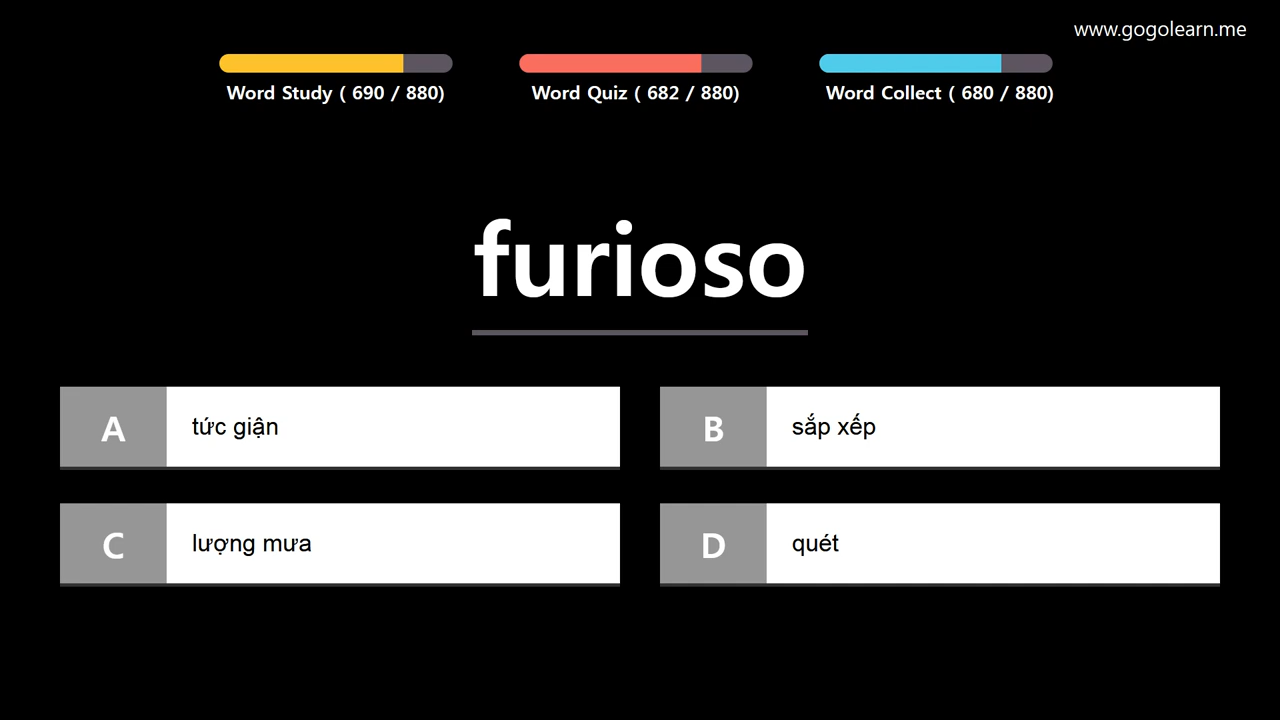 www.gogolearn.me
Word Study ( 690 / 880)
Word Quiz ( 682 / 880)
Word Collect ( 680 / 880)
furioso
A tức giận
B sắp xếp
C lượng mưa
D quét